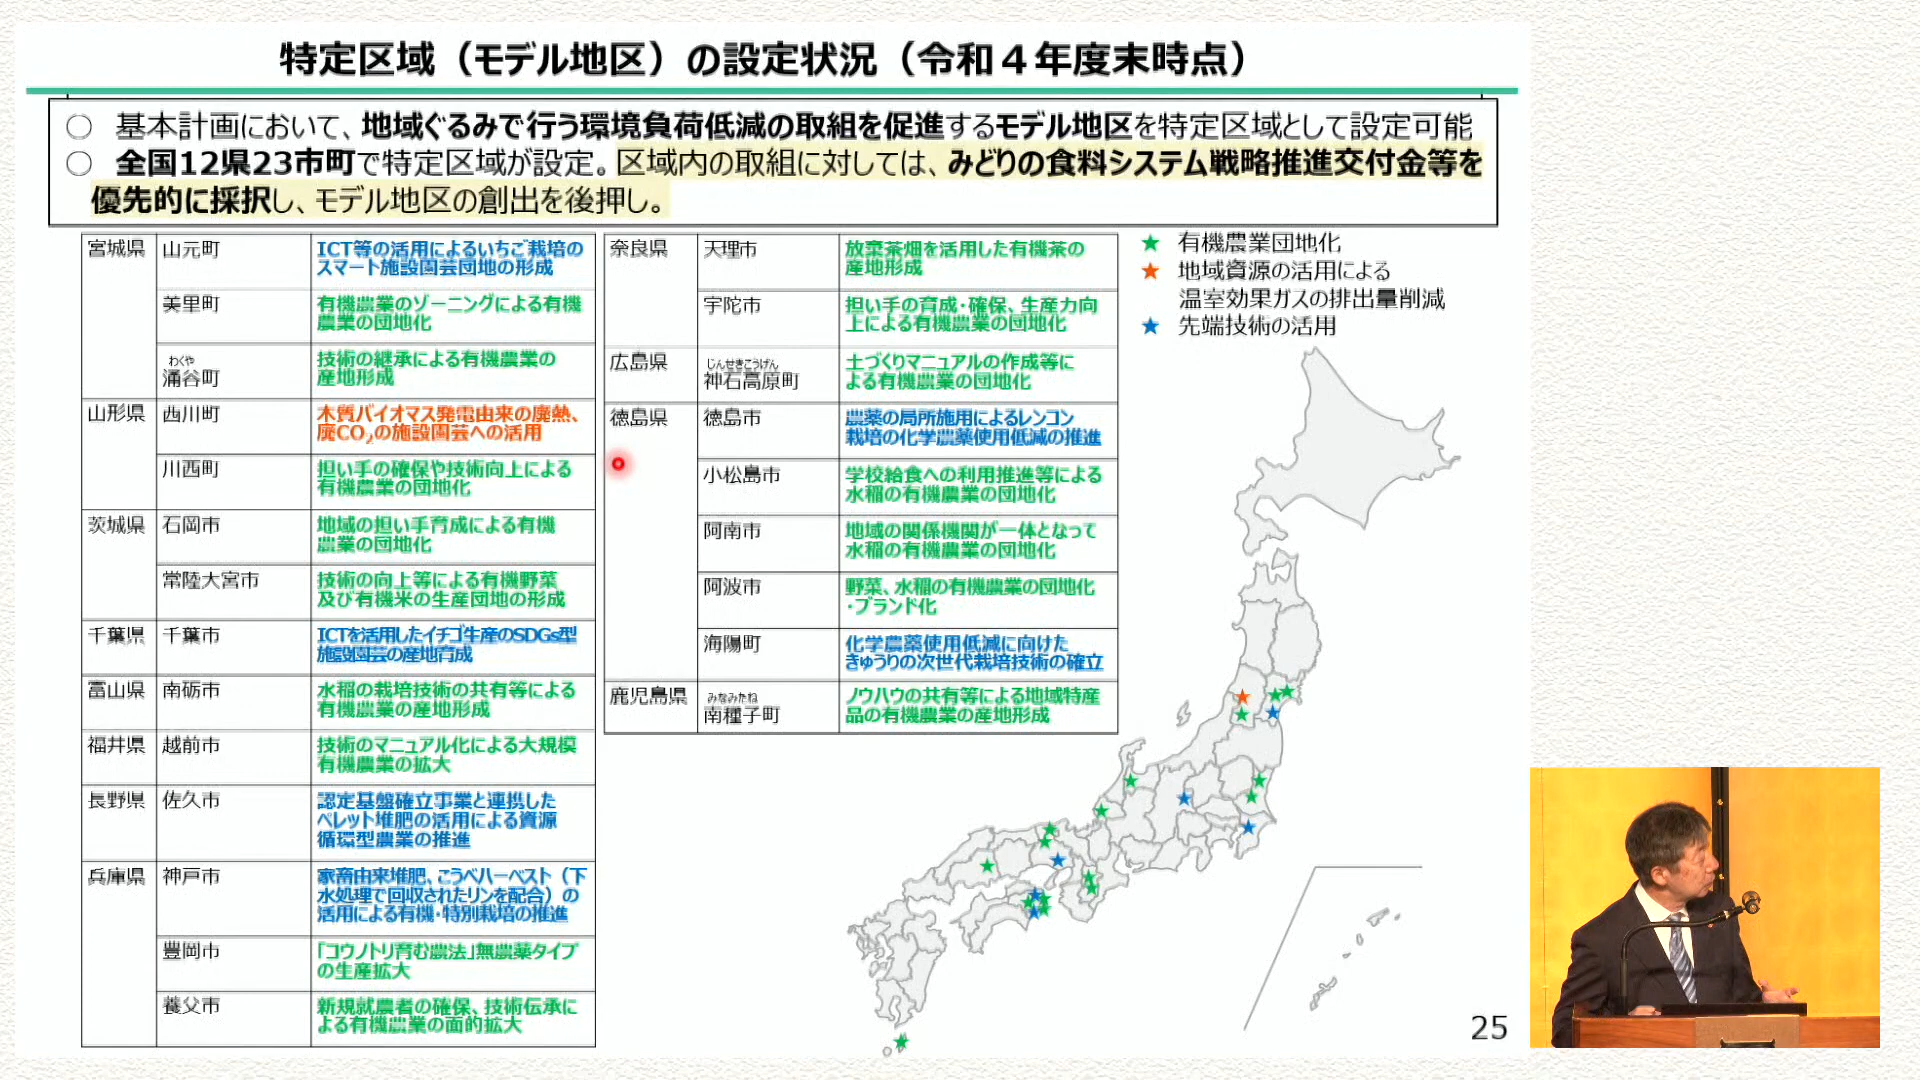 特定区域（モデル地区）の設定状況（令和４年度末時点）
○ 基本計画において、地域ぐるみで行う環境負荷低減の取組を促進するモデル地区を特定区域として設定可能
○ 全国12県23市町で特定区域が設定。区域内の取組に対しては、みどりの食料システム戦略推進交付金等を
優先的に採択し、モデル地区の創出を後押し。
宮城県 山元町 ICT等の活用によるいちご栽培の
スマート施設園芸団地の形成
美里町 有機農業のゾーニングによる有機
農業の団地化
わくや
涌谷町 技術の継承による有機農業の
産地形成
山形県 西川町 木質バイオマス発電由来の廃熱、
廃CO2の施設園芸への活用
川西町 担い手の確保や技術向上による
有機農業の団地化
茨城県 石岡市 地域の担い手育成による有機
農業の団地化
常陸大宮市 技術の向上等による有機野菜
及び有機米の生産団地の形成
千葉県 千葉市 ICTを活用したイチゴ生産のSDGs型
施設園芸の産地育成
富山県 南砺市 水稲の栽培技術の共有等による
有機農業の産地形成
福井県 越前市 技術のマニュアル化による大規模
有機農業の拡大
長野県 佐久市 認定基盤確立事業と連携した
ペレット堆肥の活用による資源
循環型農業の推進
兵庫県 神戸市 家畜由来堆肥、こうべハーベスト（下
水処理で回収されたリンを配合）の
活用による有機・特別栽培の推進
豊岡市 「コウノトリ育む農法」無農薬タイプ
の生産拡大
養父市 新規就農者の確保、技術伝承に
よる有機農業の面的拡大
奈良県 天理市 放棄茶畑を活用した有機茶の
産地形成
宇陀市 担い手の育成・確保、生産力向
上による有機農業の団地化
広島県 じんせきこうげん
神石高原町 土づくりマニュアルの作成等に
よる有機農業の団地化
徳島県 徳島市 農薬の局所施用によるレンコン
栽培の化学農薬使用低減の推進
小松島市 学校給食への利用推進等による
水稲の有機農業の団地化
阿南市 地域の関係機関が一体となって
水稲の有機農業の団地化
阿波市 野菜、水稲の有機農業の団地化
・ブランド化
海陽町 化学農薬使用低減に向けた
きゅうりの次世代栽培技術の確立
鹿児島県 みなみたね
南種子町 ノウハウの共有等による地域特産
品の有機農業の産地形成
★ 有機農業団地化
★ 地域資源の活用による
温室効果ガスの排出量削減
★ 先端技術の活用
25